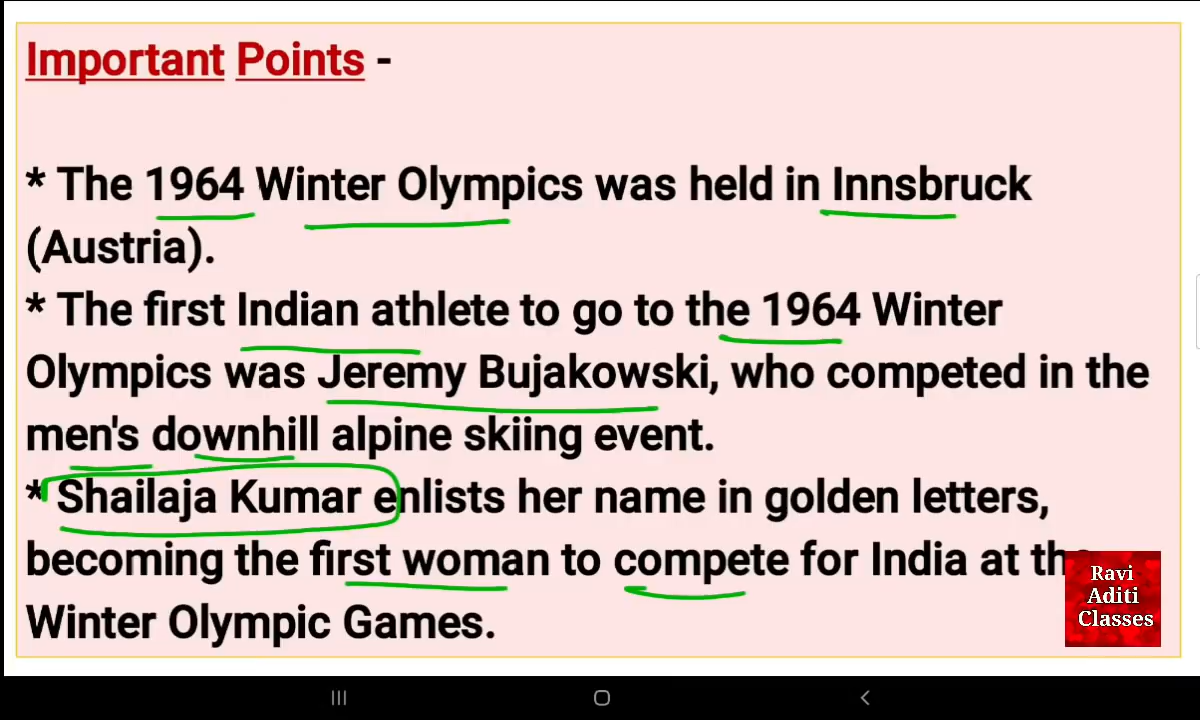 Important Points -
* The 1964 Winter Olympics was held in Innsbruck
(Austria).
* The first Indian athlete to go to the 1964 Winter
Olympics was Jeremy Bujakowski, who competed in the
men's downhill alpine skiing event.
* Shailaja Kumar enlists her name in golden letters,
becoming the first woman to compete for India at the
Winter Olympic Games.
Ravi
Aditi
Classes